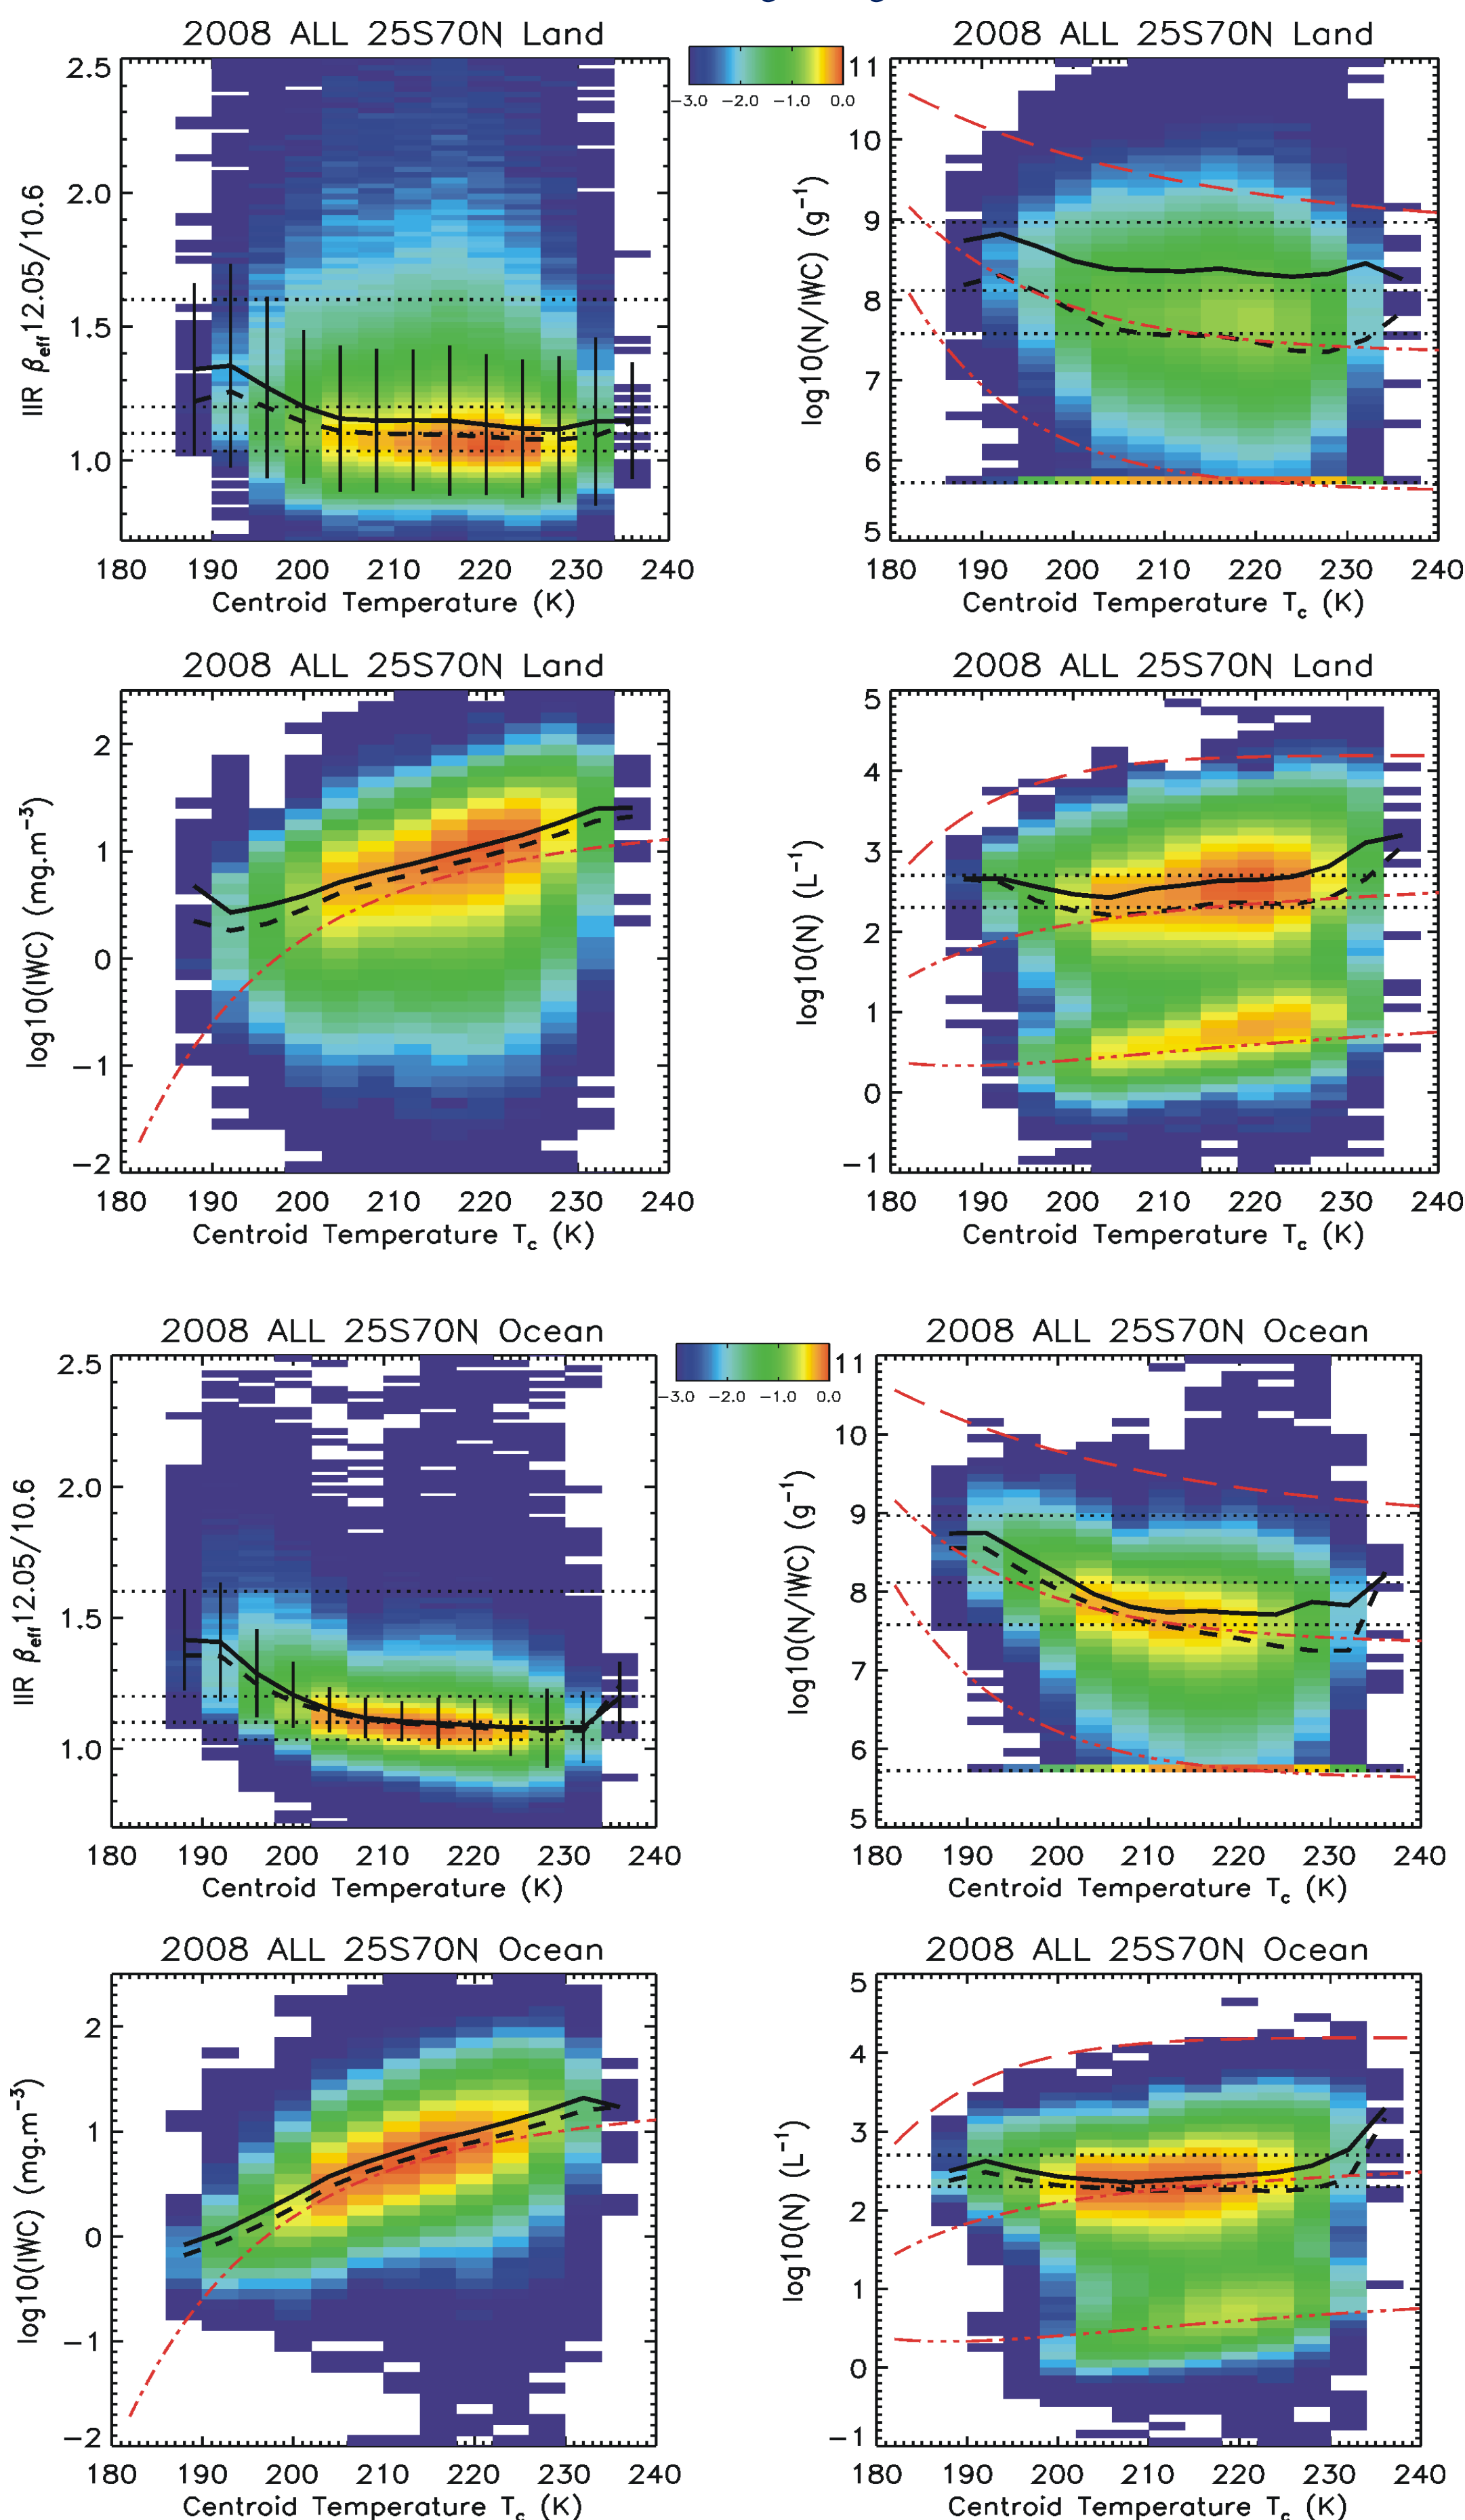 2008 ALL 25S70N Land
2008 ALL 25S70N Land
2.5
2.0
1.5
1.0
IIR βeff 12.05/10.6
180 190 200 210 220 230 240
Centroid Temperature (K)
−3.0 −2.0 −1.0 0.0
11
10
9
8
7
6
5
log10(N/IWC) (g⁻¹)
180 190 200 210 220 230 240
Centroid Temperature Tc (K)
2008 ALL 25S70N Land
2008 ALL 25S70N Land
2
1
0
−1
−2
log10(IWC) (mg.m⁻³)
180 190 200 210 220 230 240
Centroid Temperature Tc (K)
5
4
3
2
1
0
−1
log10(N) (L⁻¹)
180 190 200 210 220 230 240
Centroid Temperature Tc (K)
2008 ALL 25S70N Ocean
2008 ALL 25S70N Ocean
2.5
2.0
1.5
1.0
IIR βeff 12.05/10.6
180 190 200 210 220 230 240
Centroid Temperature (K)
−3.0 −2.0 −1.0 0.0
11
10
9
8
7
6
5
log10(N/IWC) (g⁻¹)
180 190 200 210 220 230 240
Centroid Temperature Tc (K)
2008 ALL 25S70N Ocean
2008 ALL 25S70N Ocean
2
1
0
−1
−2
log10(IWC) (mg.m⁻³)
180 190 200 210 220 230 240
Centroid Temperature Tc (K)
5
4
3
2
1
0
−1
log10(N) (L⁻¹)
180 190 200 210 220 230 240
Centroid Temperature Tc (K)